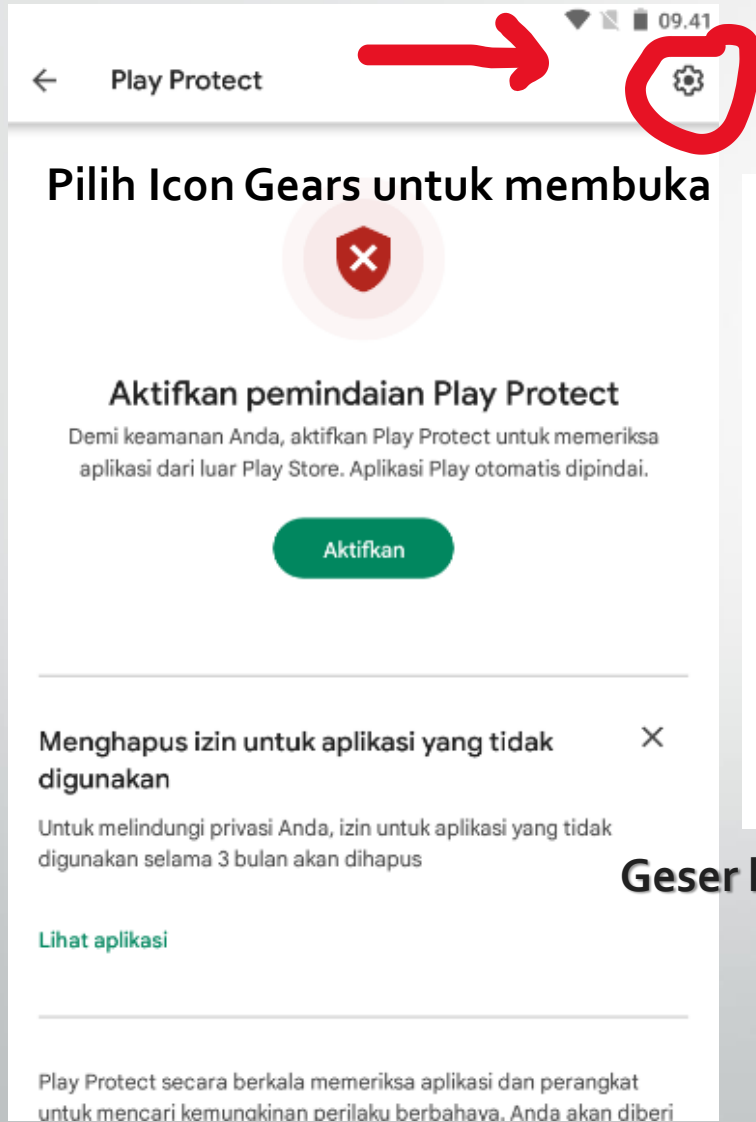 09.41
Play Protect
Pilih Icon Gears untuk membuka
Aktifkan pemindaian Play Protect
Demi keamanan Anda, aktifkan Play Protect untuk memeriksa
aplikasi dari luar Play Store. Aplikasi Play otomatis dipindai.
Aktifkan
Menghapus izin untuk aplikasi yang tidak
digunakan
Untuk melindungi privasi Anda, izin untuk aplikasi yang tidak
digunakan selama 3 bulan akan dihapus
Geser
Lihat aplikasi
Play Protect secara berkala memeriksa aplikasi dan perangkat
untuk mencari kemungkinan perilaku berbahaya. Anda akan diberi